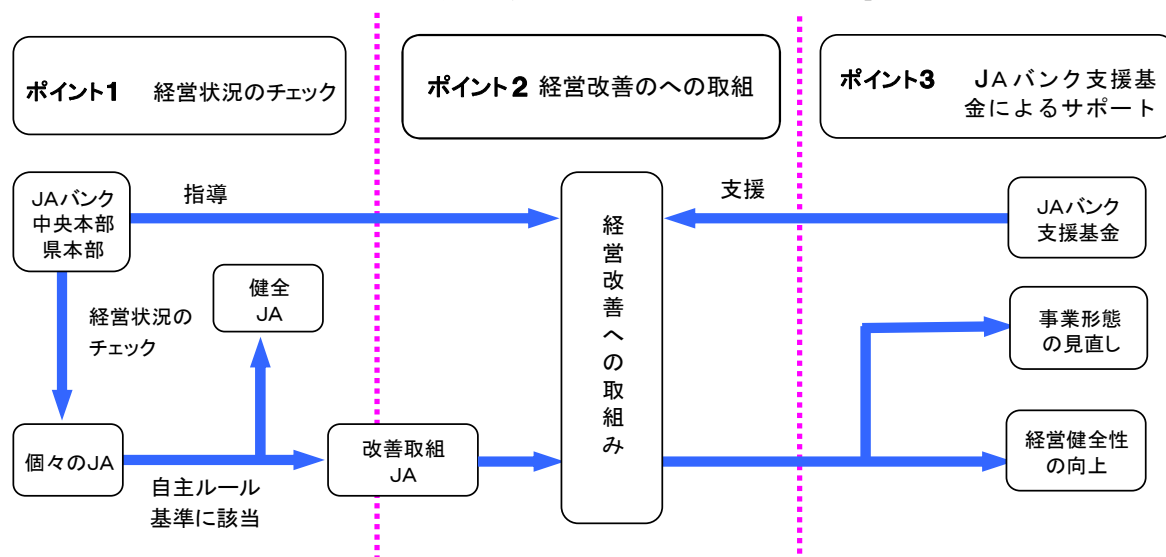 ポイント1 経営状況のチェック
ポイント2 経営改善のへの取組
ポイント3 JAバンク支援基
金によるサポート
JAバンク
中央本部
県本部
指導
支援
JAバンク
支援基金
経営改善への取組み
健全
JA
経営状況の
チェック
事業形態
の見直し
個々のJA
自主ルール
基準に該当
改善取組
JA
経営健全性
の向上